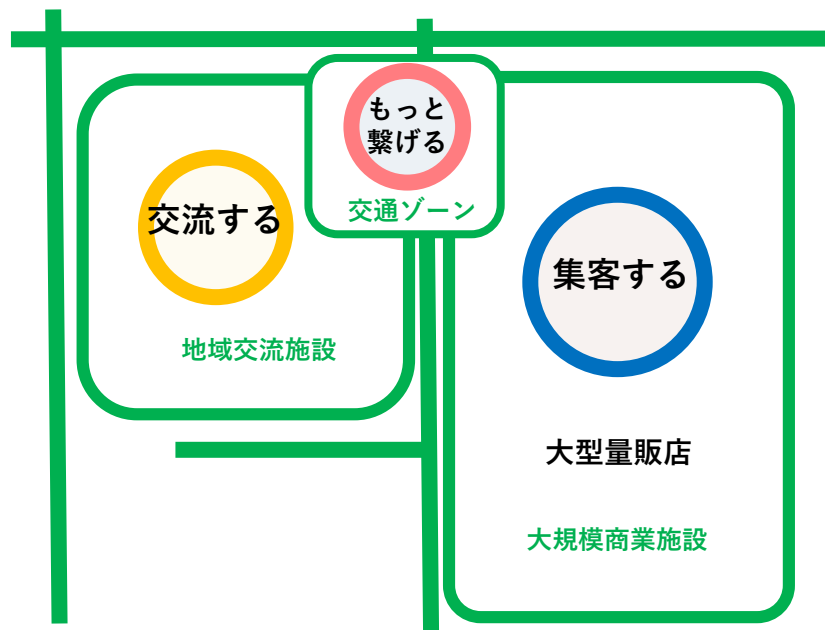 もっと
繋げる
交通ゾーン
交流する
地域交流施設
集客する
大型量販店
大規模商業施設